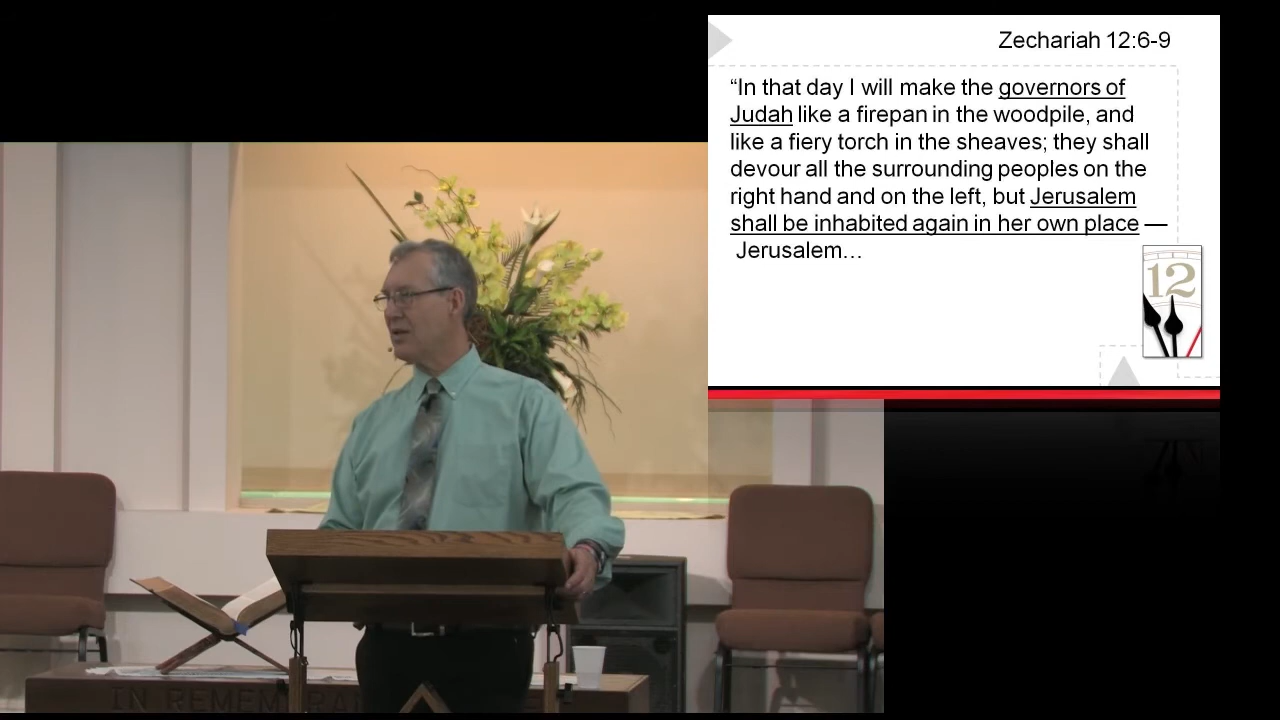 Zechariah 12:6-9
“In that day I will make the governors of
Judah like a firepan in the woodpile, and
like a fiery torch in the sheaves; they shall
devour all the surrounding peoples on the
right hand and on the left, but Jerusalem
shall be inhabited again in her own place —
Jerusalem…
12
IN REMEMBRA